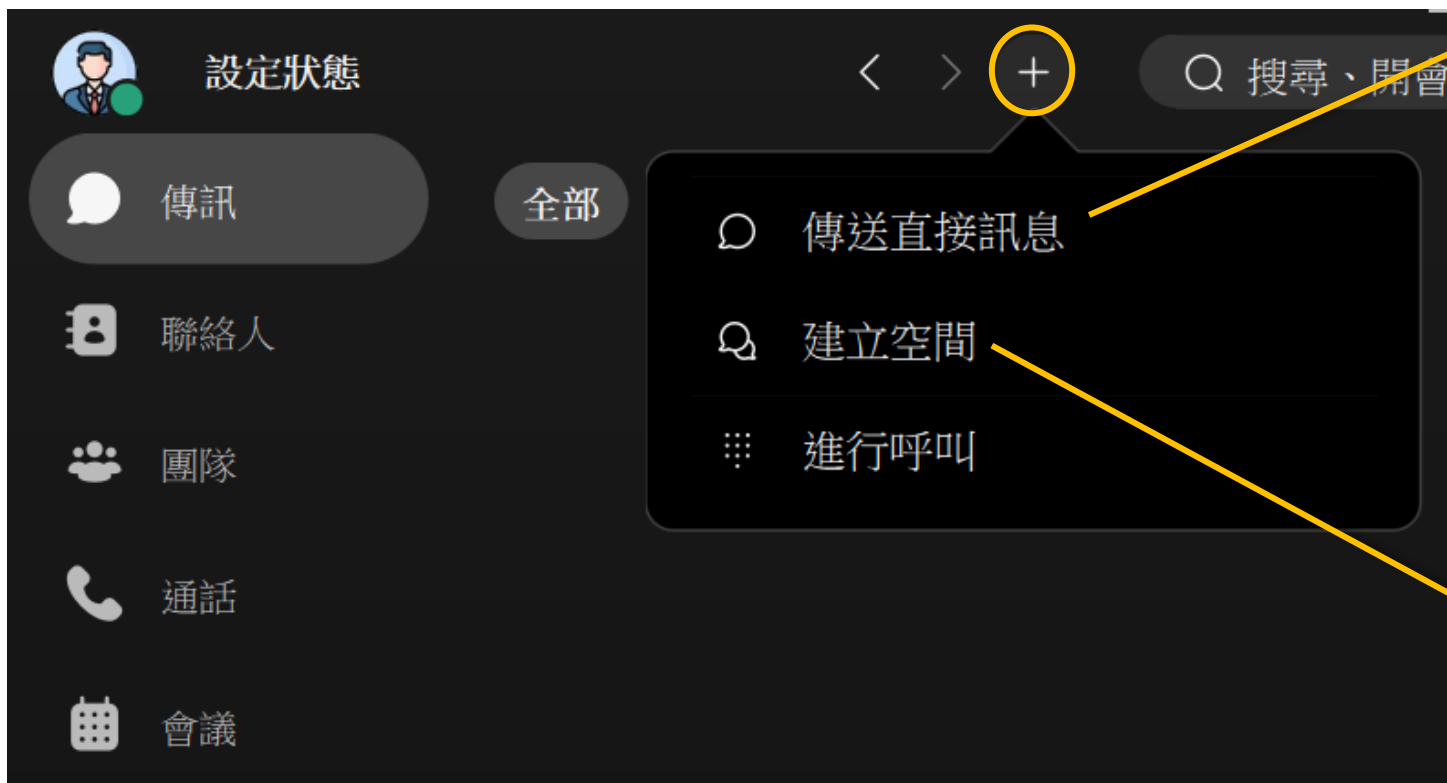 設定狀態
搜尋、開會
傳訊
全部
傳送直接訊息
聯絡人
建立空間
團隊
進行呼叫
通話
會議